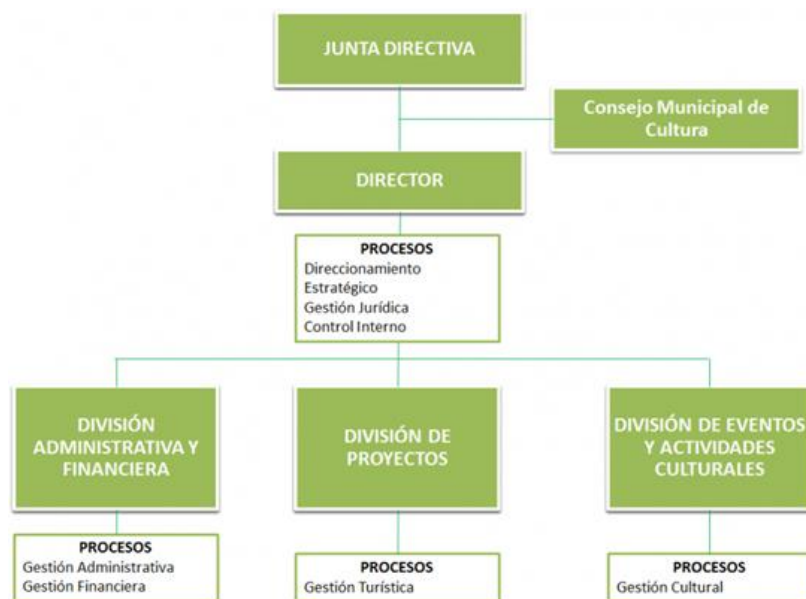 JUNTA DIRECTIVA
Consejo Municipal de
Cultura
DIRECTOR
PROCESOS
Direccionamiento
Estratégico
Gestión Jurídica
Control Interno
DIVISIÓN
ADMINISTRATIVA Y
FINANCIERA
DIVISIÓN DE
PROYECTOS
DIVISIÓN DE EVENTOS
Y ACTIVIDADES
CULTURALES
PROCESOS
Gestión Administrativa
Gestión Financiera
PROCESOS
Gestión Turística
PROCESOS
Gestión Cultural